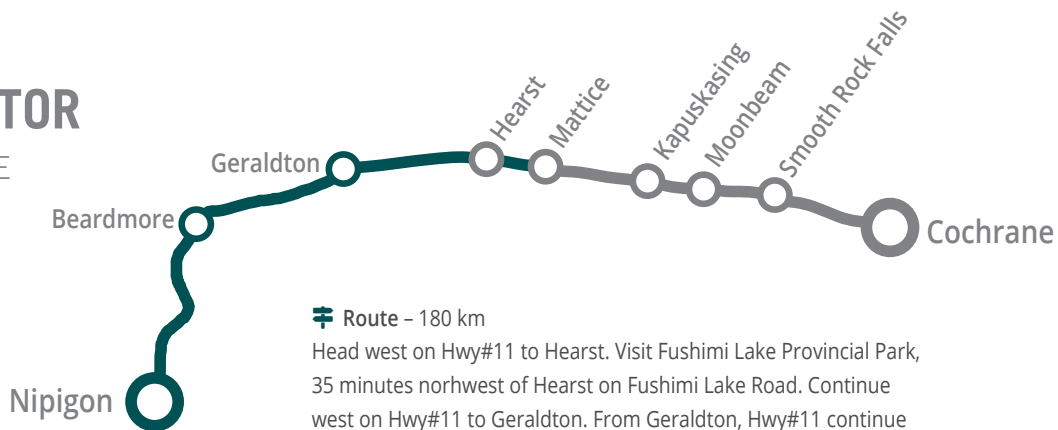 TOR
E
Hearst
Mattice
Kapuskasing
Moonbeam
Smooth Rock Falls
Geraldton
Beardmore
Cochrane
Nipigon
Route – 180 km
Head west on Hwy#11 to Hearst. Visit Fushimi Lake Provincial Park,
35 minutes norhwest of Hearst on Fushimi Lake Road. Continue
west on Hwy#11 to Geraldton. From Geraldton, Hwy#11 continue